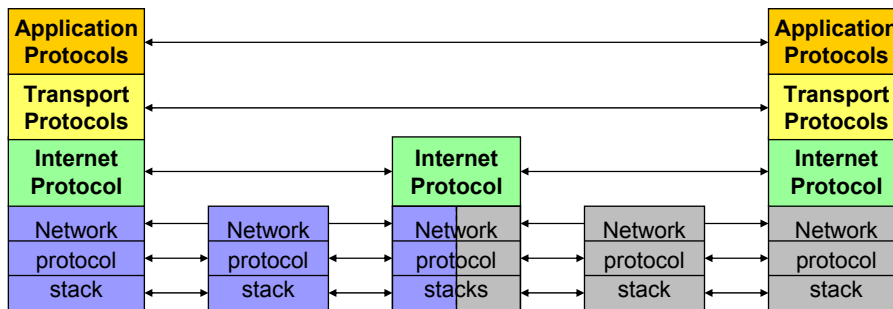 Application
Protocols
Application
Protocols
Transport
Protocols
Transport
Protocols
Internet
Protocol
Internet
Protocol
Internet
Protocol
Network
protocol
stack
Network
protocol
stack
Network
protocol
stacks
Network
protocol
stack
Network
protocol
stack